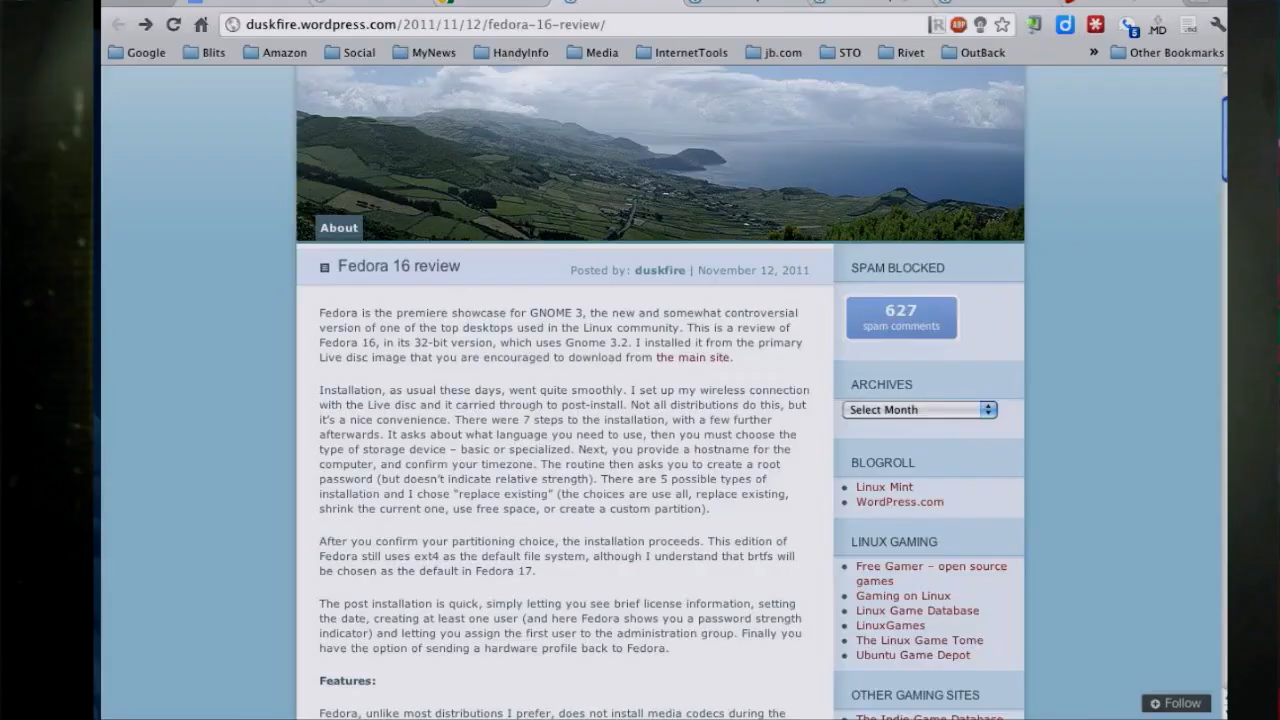 duskfire.wordpress.com/2011/11/12/fedora-16-review/
Google Blits Amazon Social MyNews HandyInfo Media InternetTools jb.com STO Rivet OutBack » Other Bookmarks
About
Fedora 16 review
Posted by: duskfire | November 12, 2011
Fedora is the premiere showcase for GNOME 3, the new and somewhat controversial
version of one of the top desktops used in the Linux community. This is a review of
Fedora 16, in its 32-bit version, which uses Gnome 3.2. I installed it from the primary
Live disc image that you are encouraged to download from the main site.
Installation, as usual these days, went quite smoothly. I set up my wireless connection
with the Live disc and it carried through to post-install. Not all distributions do this, but
it's a nice convenience. There were 7 steps to the installation, with a few further
afterwards. It asks about what language you need to use, then you must choose the
type of storage device – basic or specialized. Next, you provide a hostname for the
computer, and confirm your timezone. The routine then asks you to create a root
password (but doesn't indicate relative strength). There are 5 possible types of
installation and I chose "replace existing" (the choices are use all, replace existing,
shrink the current one, use free space, or create a custom partition).
After you confirm your partitioning choice, the installation proceeds. This edition of
Fedora still uses ext4 as the default file system, although I understand that brtfs will
be chosen as the default in Fedora 17.
The post installation is quick, simply letting you see brief license information, setting
the date, creating at least one user (and here Fedora shows you a password strength
indicator) and letting you assign the first user to the administration group. Finally you
have the option of sending a hardware profile back to Fedora.
Features:
Fedora, unlike most distributions I prefer, does not install media codecs during the
SPAM BLOCKED
627
spam comments
ARCHIVES
Select Month
BLOGROLL
Linux Mint
WordPress.com
LINUX GAMING
Free Gamer – open source
games
Gaming on Linux
Linux Game Database
LinuxGames
The Linux Game Tome
Ubuntu Game Depot
OTHER GAMING SITES
The Indie Game Database
Follow